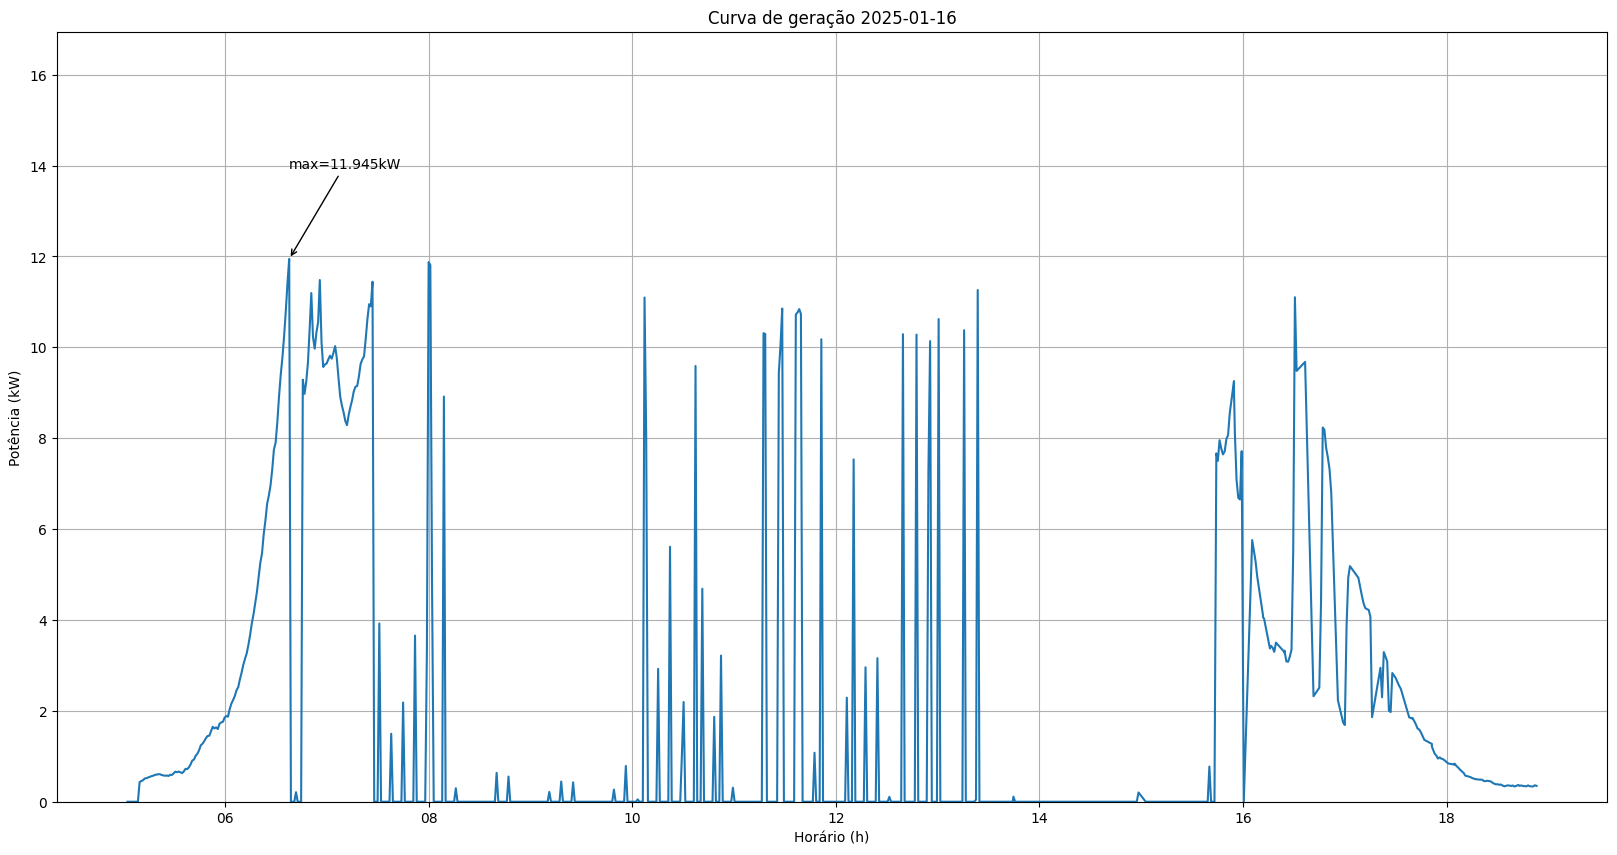 Curva de geração 2025-01-16
16
14
12
10
8
6
4
2
0
Potência (kW)
max=11.945kW
06 08 10 12 14 16 18
Horário (h)